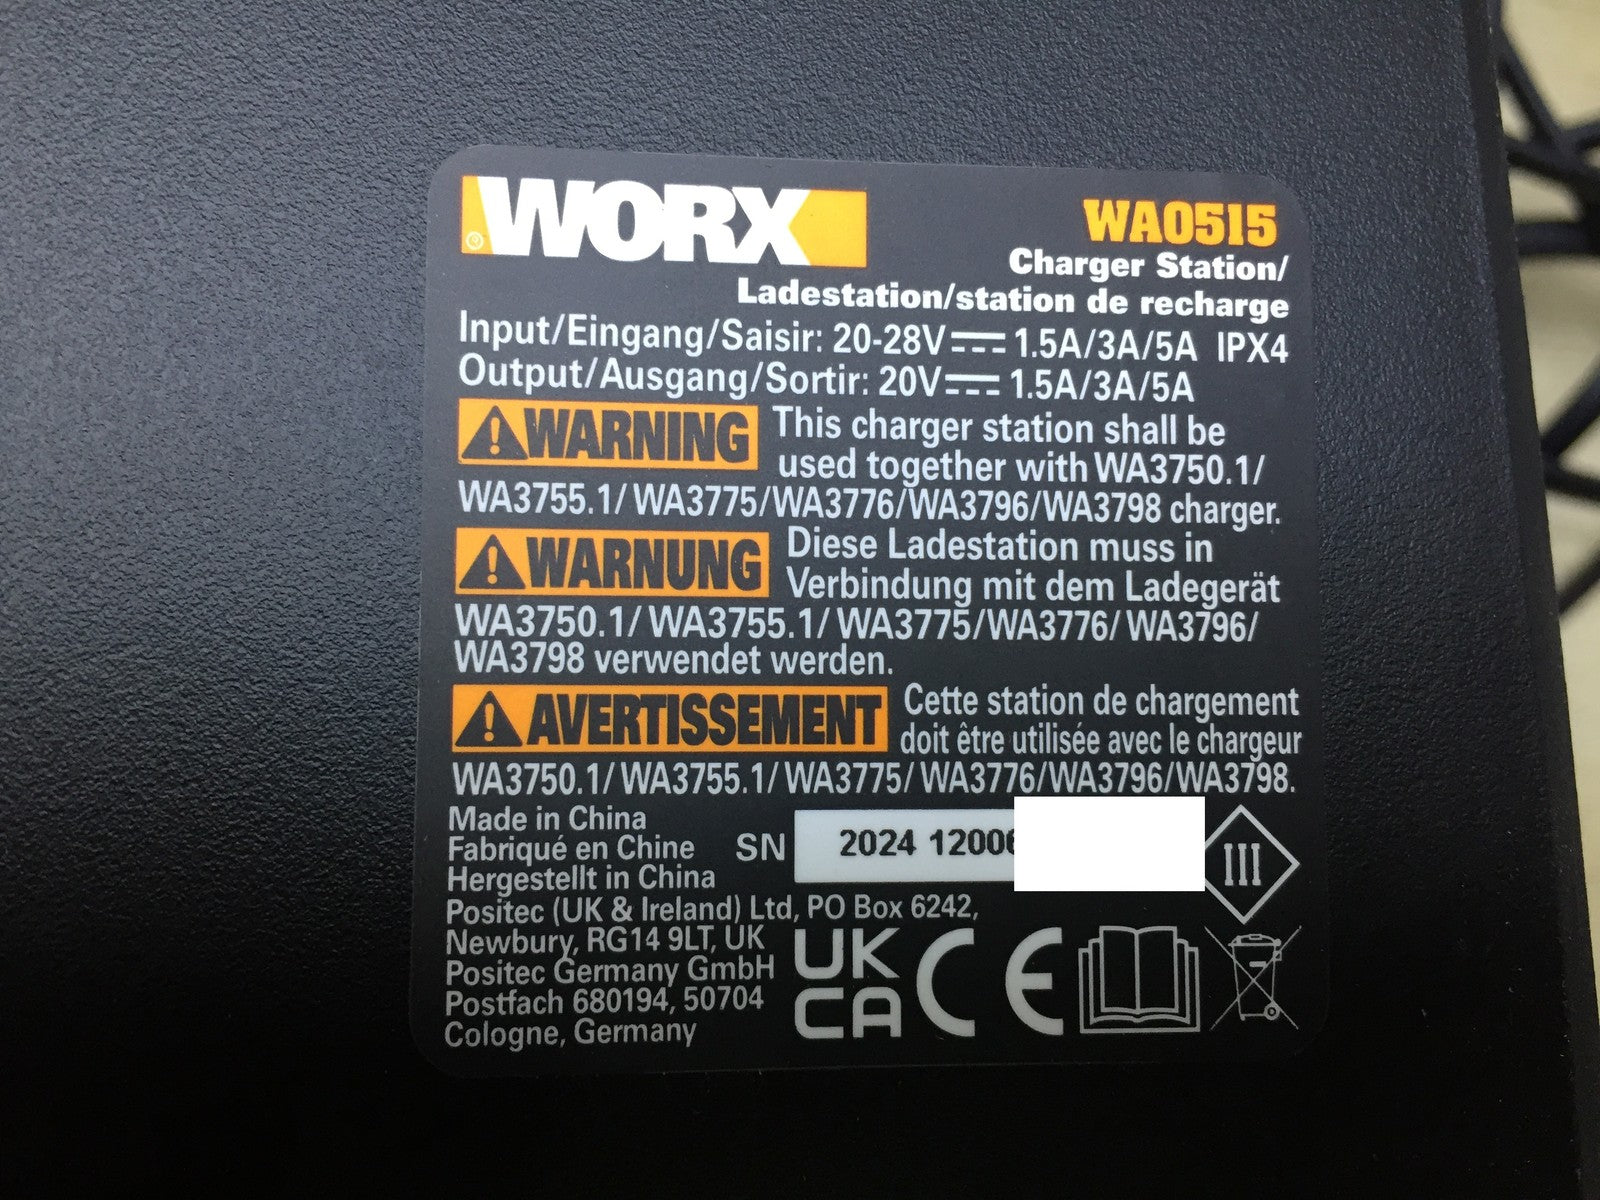 WORX®
WA0515
Charger Station/
Ladestation/station de recharge
Input/Eingang/Saisir: 20-28V⎓1.5A/3A/5A IPX4
Output/Ausgang/Sortir: 20V⎓1.5A/3A/5A
WARNING This charger station shall be
used together with WA3750.1/
WA3755.1/ WA3775/WA3776/WA3796/WA3798 charger.
WARNUNG Diese Ladestation muss in
Verbindung mit dem Ladegerät
WA3750.1/ WA3755.1/ WA3775/WA3776/ WA3796/
WA3798 verwendet werden.
AVERTISSEMENT Cette station de chargement
doit être utilisée avec le chargeur
WA3750.1/ WA3755.1/ WA3775/ WA3776/WA3796/WA3798.
Made in China
Fabriqué en Chine
Hergestellt in China
SN 2024 12006
III
Positec (UK & Ireland) Ltd, PO Box 6242,
Newbury, RG14 9LT, UK
Positec Germany GmbH
Postfach 680194, 50704
Cologne, Germany
UK
CA
CE